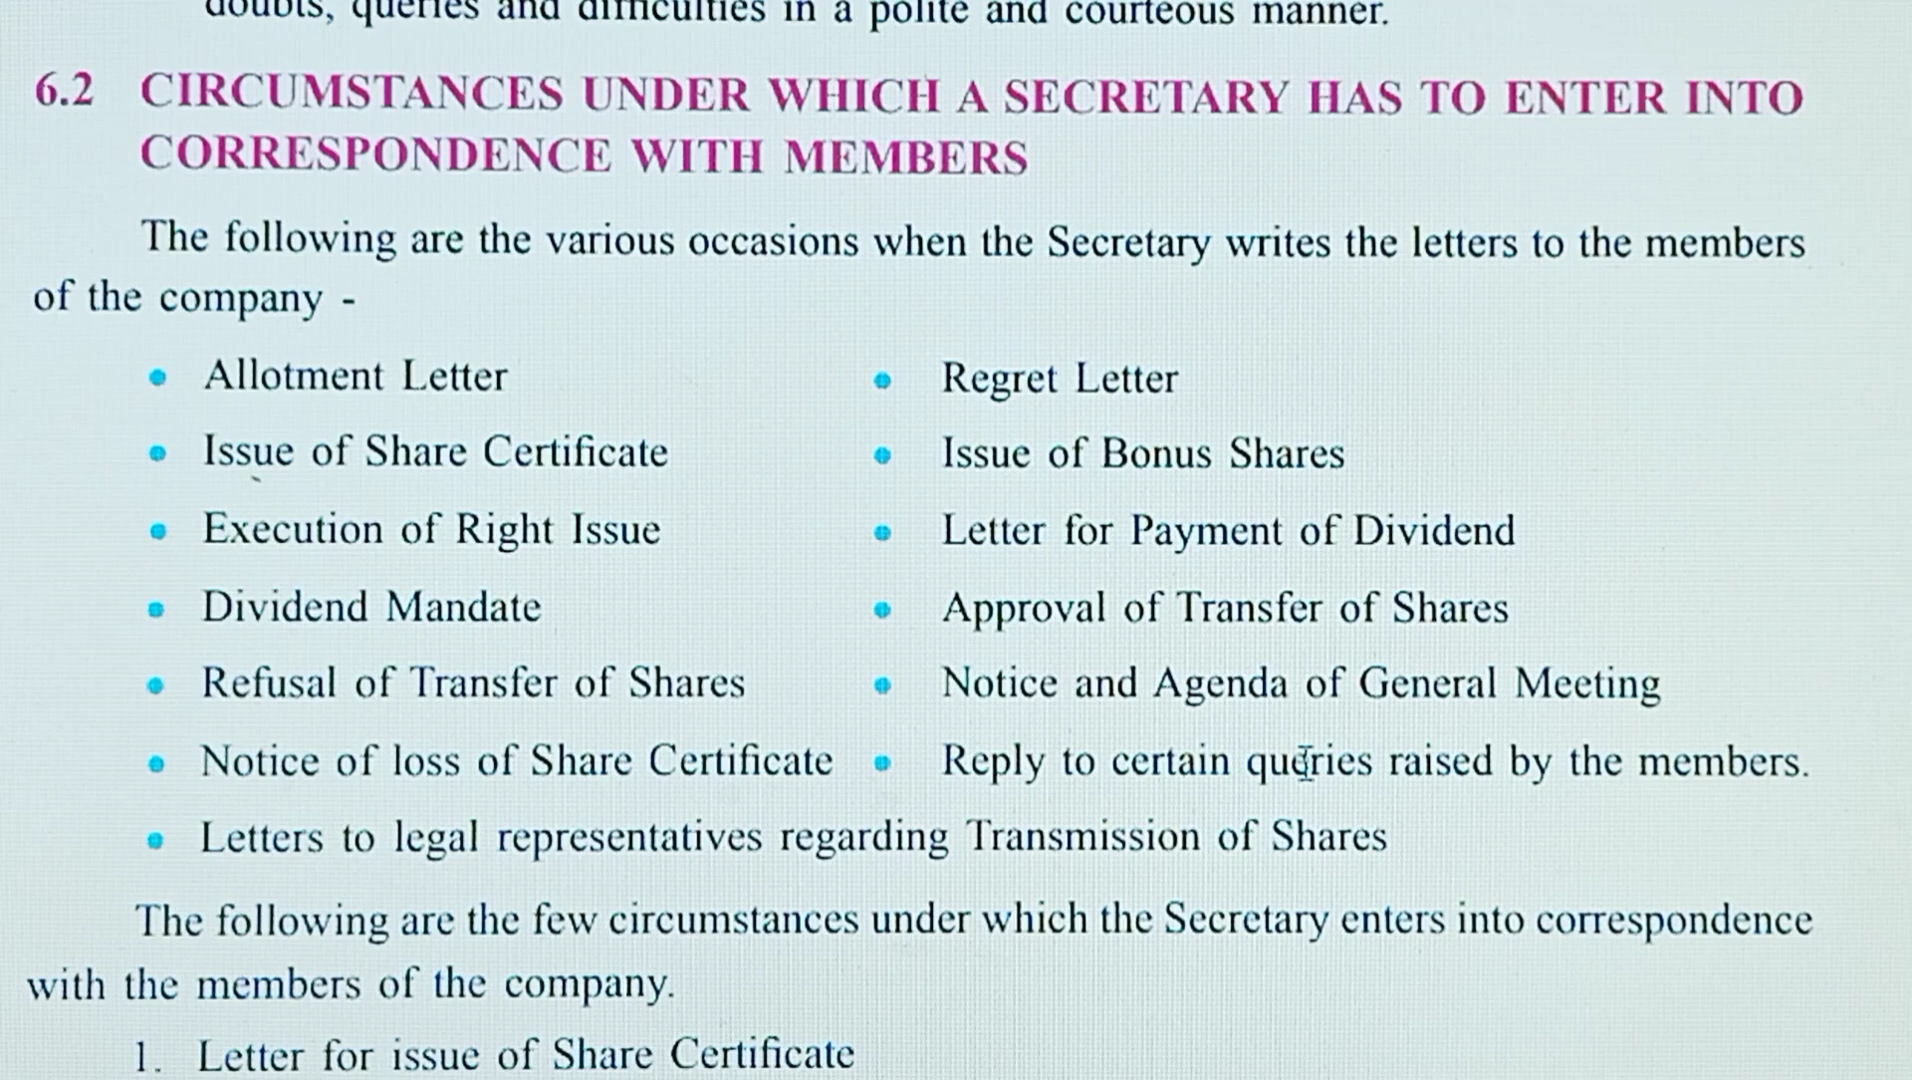 doubts, queries and difficulties in a polite and courteous manner.
6.2 CIRCUMSTANCES UNDER WHICH A SECRETARY HAS TO ENTER INTO
CORRESPONDENCE WITH MEMBERS
The following are the various occasions when the Secretary writes the letters to the members
of the company -
• Allotment Letter • Regret Letter
• Issue of Share Certificate • Issue of Bonus Shares
• Execution of Right Issue • Letter for Payment of Dividend
• Dividend Mandate • Approval of Transfer of Shares
• Refusal of Transfer of Shares • Notice and Agenda of General Meeting
• Notice of loss of Share Certificate • Reply to certain queries raised by the members.
• Letters to legal representatives regarding Transmission of Shares
The following are the few circumstances under which the Secretary enters into correspondence
with the members of the company.
1. Letter for issue of Share Certificate